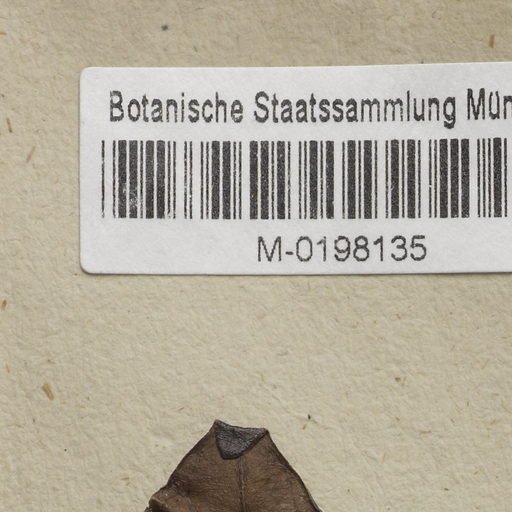 Botanische Staatssammlung Mün
M-0198135